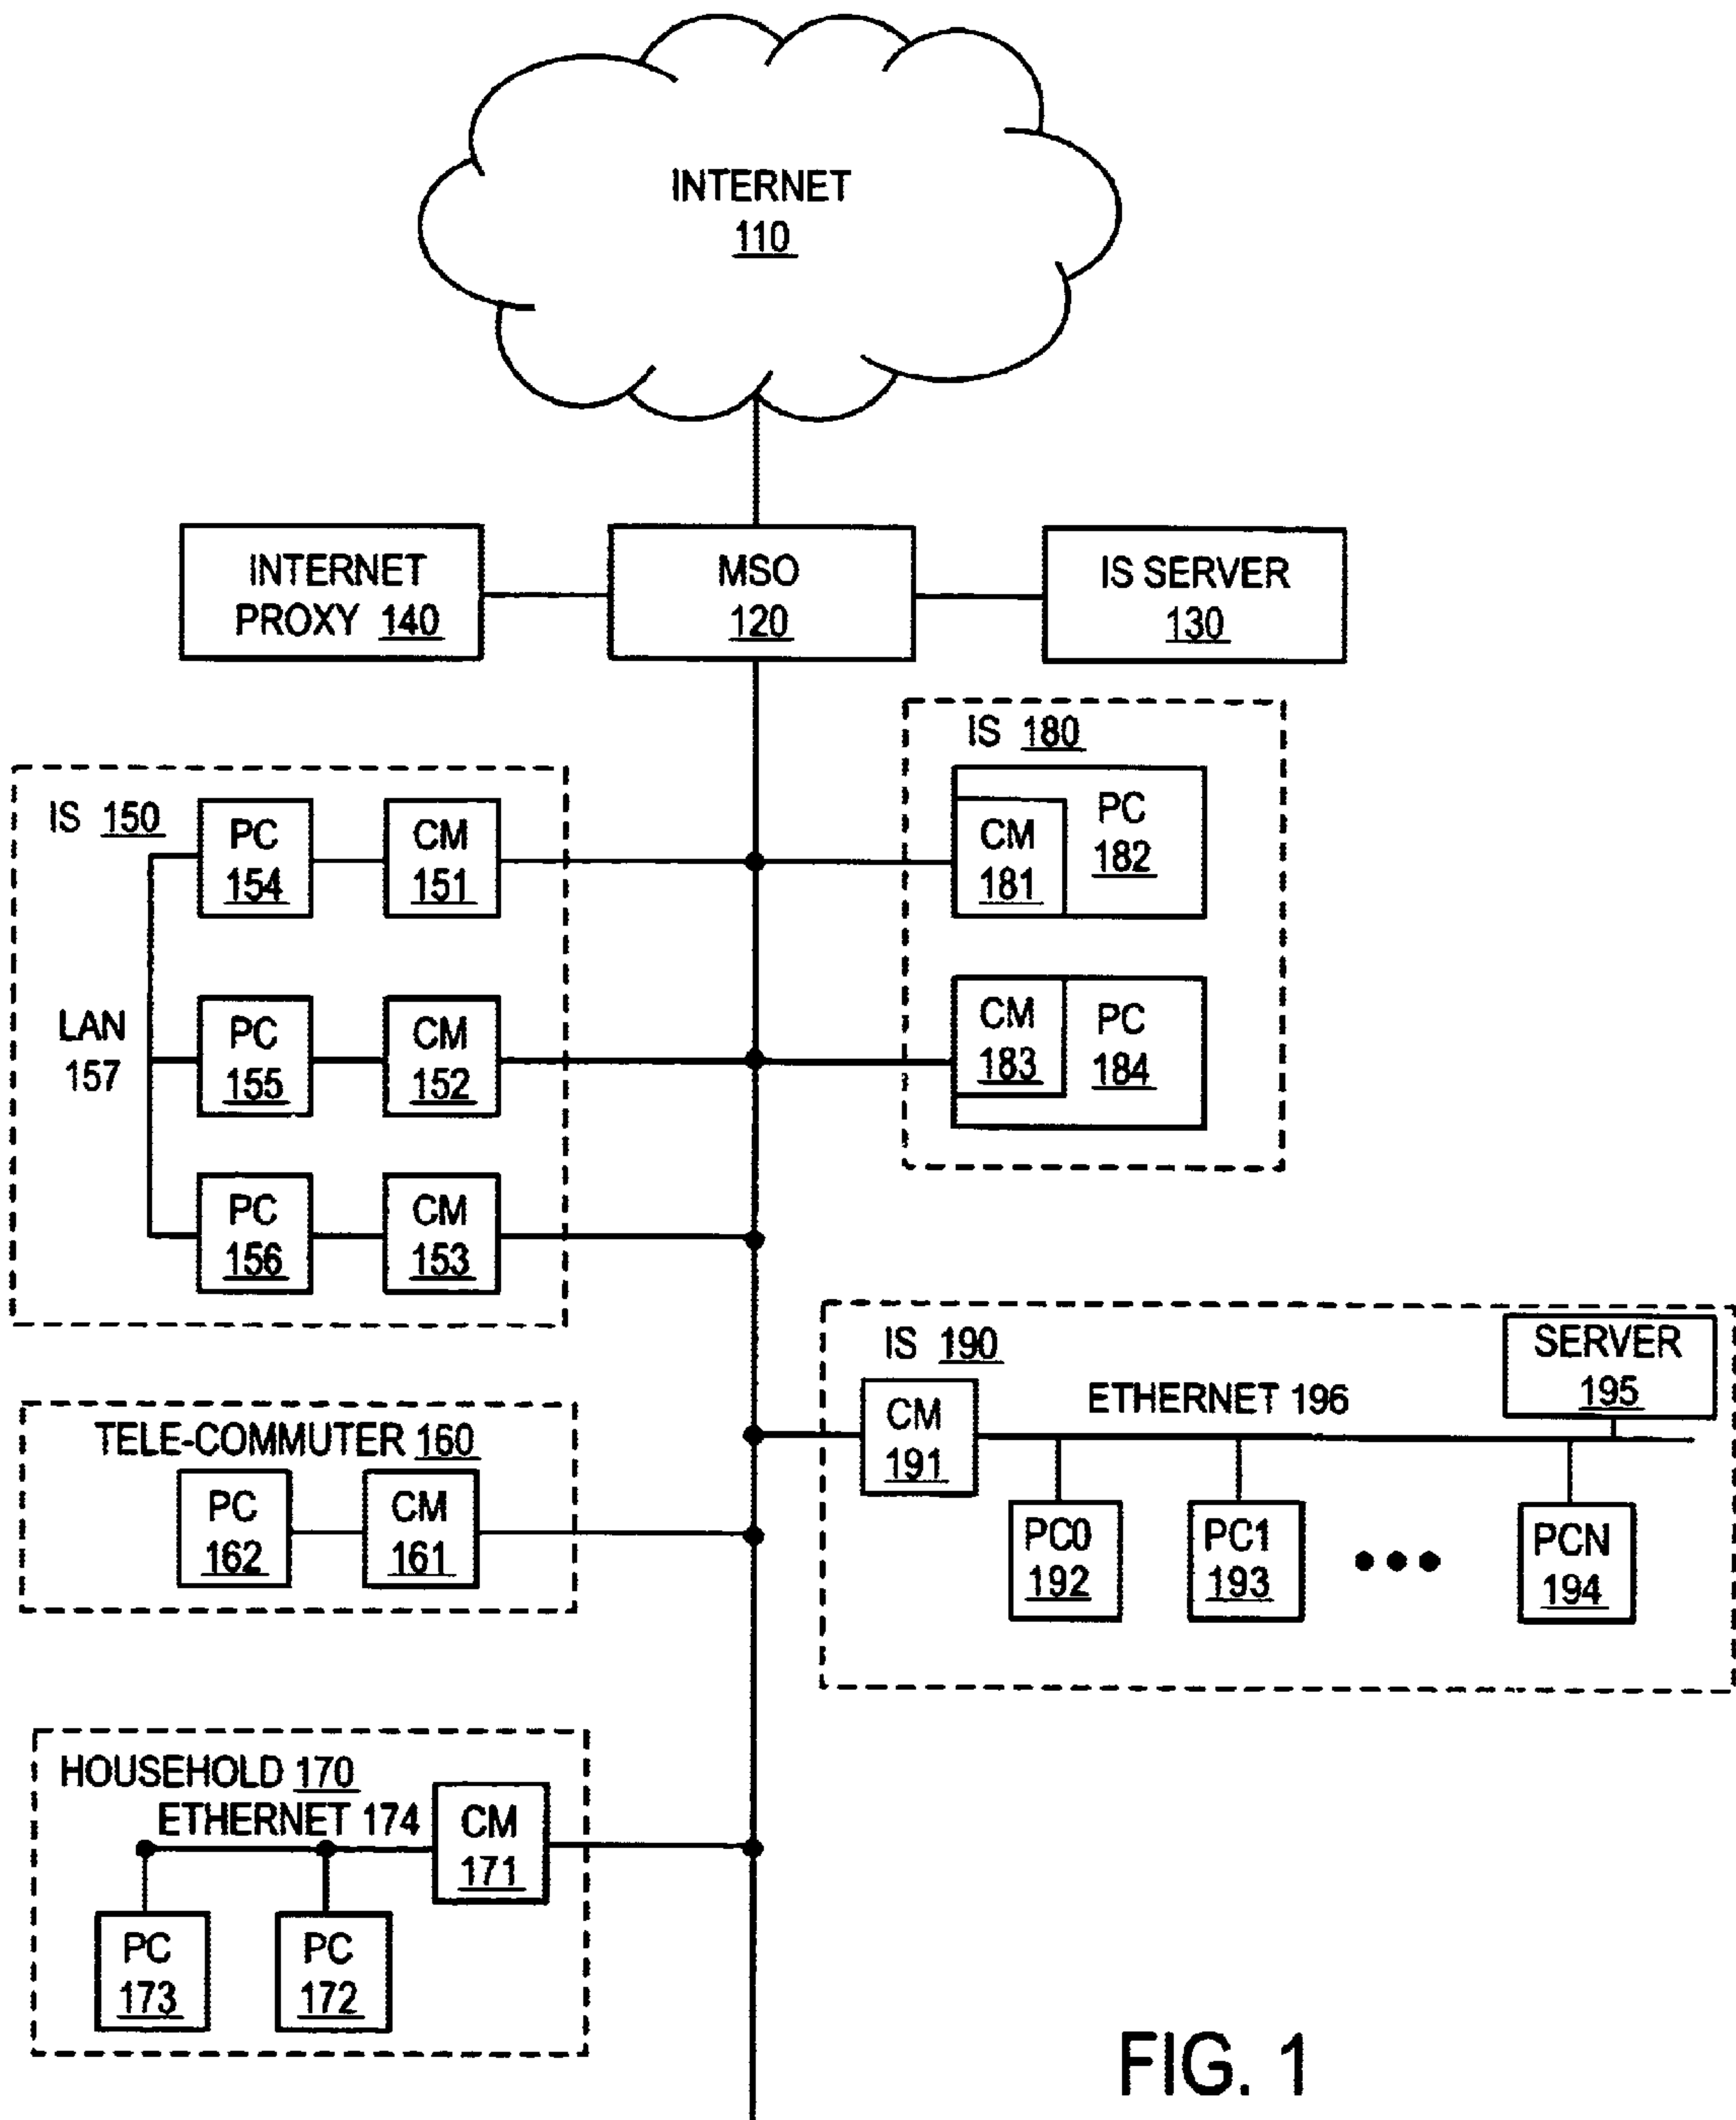 INTERNET
110
INTERNET
PROXY 140
MSO
120
IS SERVER
130
IS 150
PC
154
CM
151
LAN
157
PC
155
CM
152
PC
156
CM
153
IS 180
CM
181
PC
182
CM
183
PC
184
IS 190
CM
191
ETHERNET 196
SERVER
195
PC0
192
PC1
193
PCN
194
TELE-COMMUTER 160
PC
162
CM
161
HOUSEHOLD 170
ETHERNET 174
CM
171
PC
173
PC
172
FIG. 1